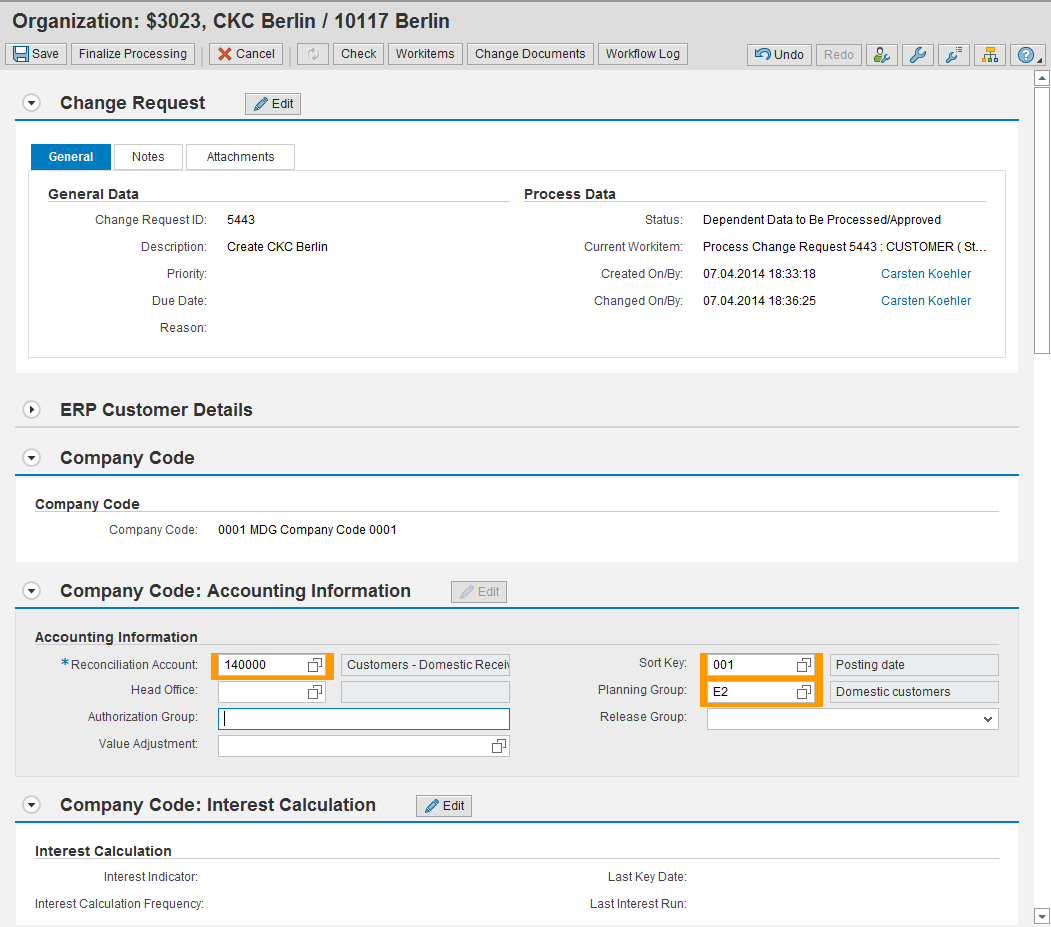 Organization: $3023, CKC Berlin / 10117 Berlin
Save Finalize Processing Cancel Check Workitems Change Documents Workflow Log Undo Redo
Change Request Edit
General Notes Attachments
General Data Process Data
Change Request ID: 5443 Status: Dependent Data to Be Processed/Approved
Description: Create CKC Berlin Current Workitem: Process Change Request 5443 : CUSTOMER ( St...
Priority: Created On/By: 07.04.2014 18:33:18 Carsten Koehler
Due Date: Changed On/By: 07.04.2014 18:36:25 Carsten Koehler
Reason:
ERP Customer Details
Company Code
Company Code
Company Code: 0001 MDG Company Code 0001
Company Code: Accounting Information Edit
Accounting Information
*Reconciliation Account: 140000 Customers - Domestic Receiv Sort Key: 001 Posting date
Head Office: Planning Group: E2 Domestic customers
Authorization Group: Release Group:
Value Adjustment:
Company Code: Interest Calculation Edit
Interest Calculation
Interest Indicator: Last Key Date:
Interest Calculation Frequency: Last Interest Run: